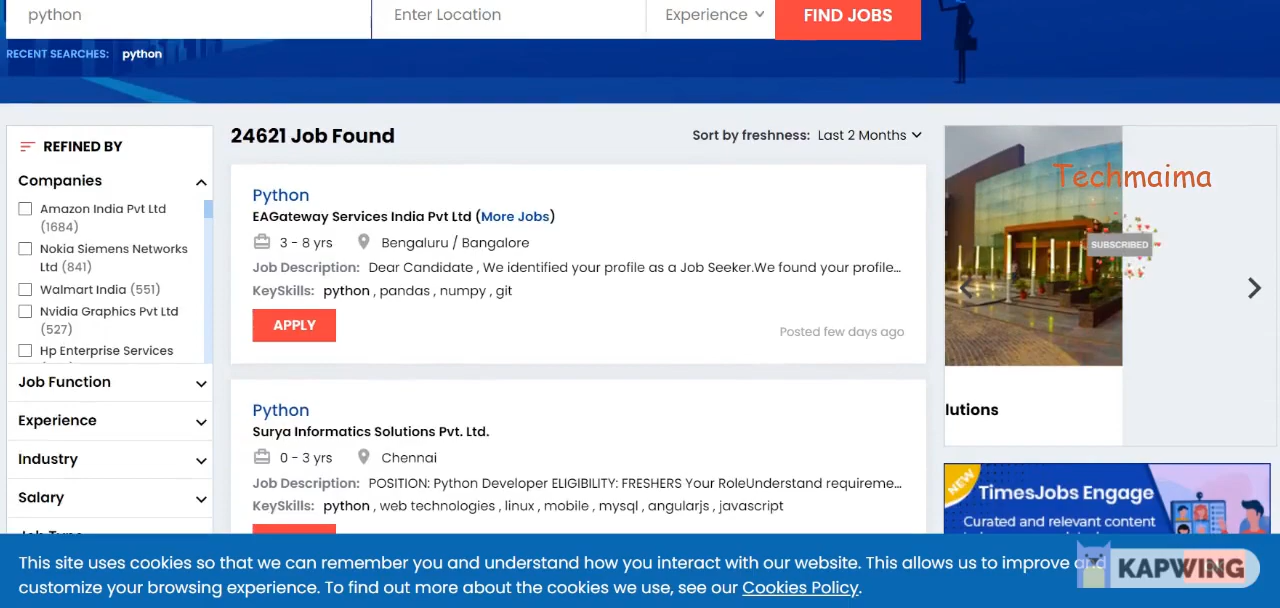 python
Enter Location
Experience
FIND JOBS
RECENT SEARCHES: python
REFINED BY
Companies
Amazon India Pvt Ltd
(1684)
Nokia Siemens Networks
Ltd (841)
Walmart India (551)
Nvidia Graphics Pvt Ltd
(527)
Hp Enterprise Services
Job Function
Experience
Industry
Salary
24621 Job Found
Sort by freshness: Last 2 Months
Python
EAGateway Services India Pvt Ltd (More Jobs)
3 - 8 yrs Bengaluru / Bangalore
Job Description: Dear Candidate , We identified your profile as a Job Seeker.We found your profile...
KeySkills: python , pandas , numpy , git
APPLY
Posted few days ago
Python
Surya Informatics Solutions Pvt. Ltd.
0 - 3 yrs Chennai
Job Description: POSITION: Python Developer ELIGIBILITY: FRESHERS Your RoleUnderstand requireme...
KeySkills: python , web technologies , linux , mobile , mysql , angularjs , javascript
Techmaima
SUBSCRIBED
lutions
NEW
TimesJobs Engage
Curated and relevant content
This site uses cookies so that we can remember you and understand how you interact with our website. This allows us to improve and
customize your browsing experience. To find out more about the cookies we use, see our Cookies Policy.
KAPWING